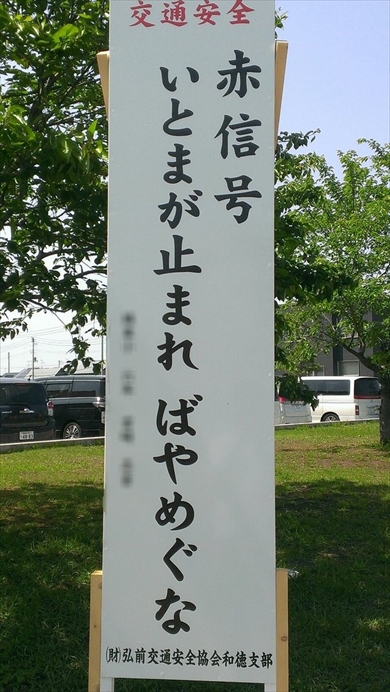 交通安全
赤信号
いとまが止まれ ばやめぐな
(財)弘前交通安全協会和徳支部